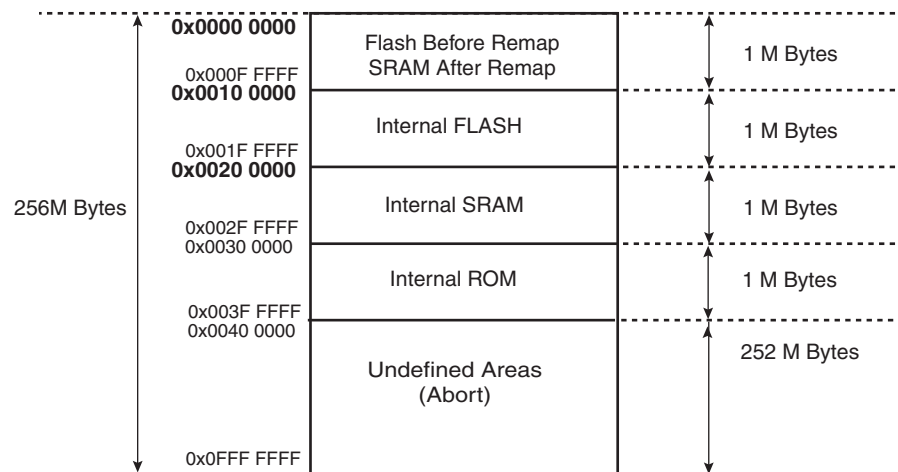 0x0000 0000
Flash Before Remap
SRAM After Remap
1 M Bytes
0x000F FFFF
0x0010 0000
Internal FLASH
1 M Bytes
0x001F FFFF
0x0020 0000
256M Bytes
Internal SRAM
1 M Bytes
0x002F FFFF
0x0030 0000
Internal ROM
1 M Bytes
0x003F FFFF
0x0040 0000
252 M Bytes
Undefined Areas
(Abort)
0x0FFF FFFF